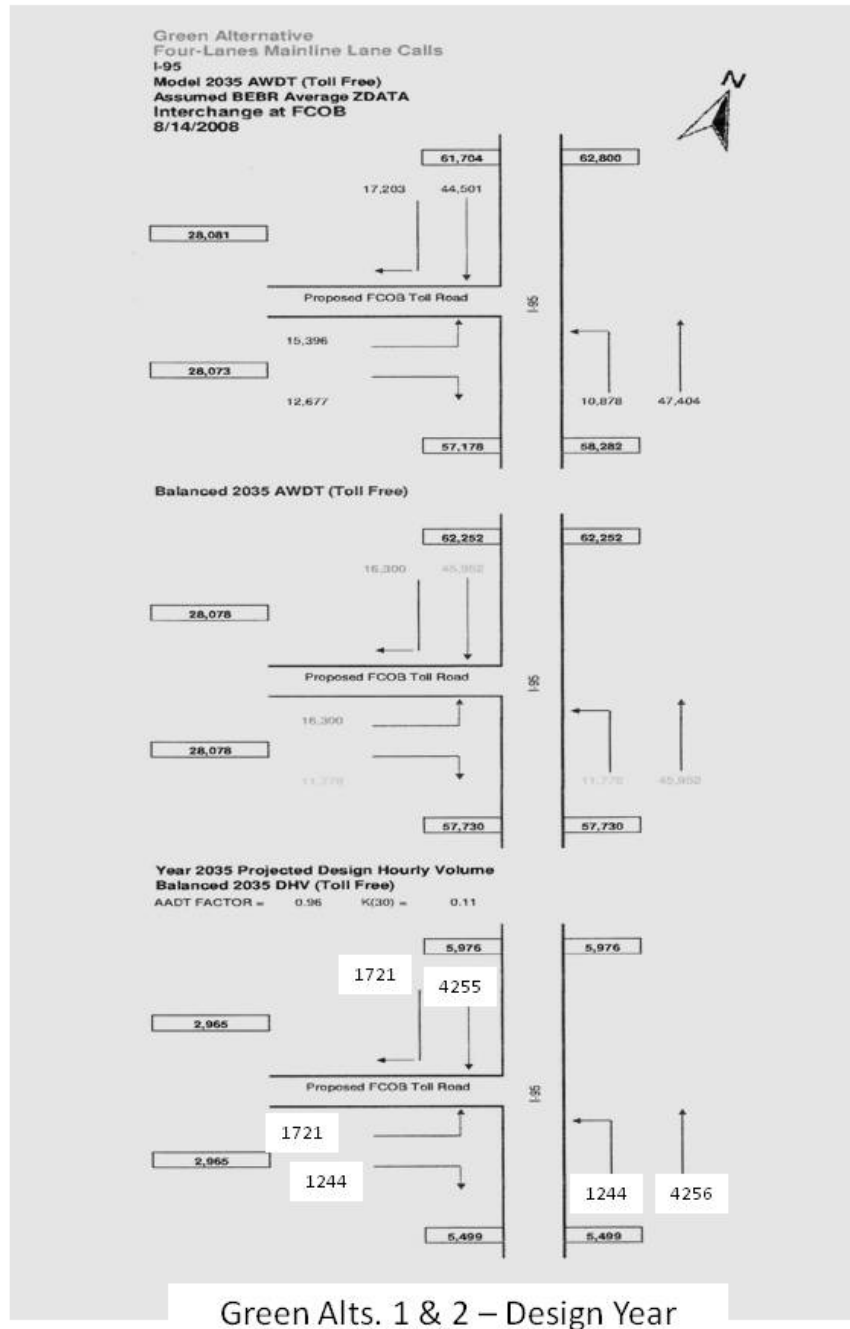 Green Alternative
Four-Lanes Mainline Lane Calls
I-95
Model 2035 AWDT (Toll Free)
Assumed BEBR Average ZDATA
Interchange at FCOB
8/14/2008
N
61,704 62,800
17,203 44,501
28,081
Proposed FCOB Toll Road
I-95
15,396
28,073
12,677 10,878 47,404
57,178 58,282
Balanced 2035 AWDT (Toll Free)
62,252 62,252
16,300 45,952
28,078
Proposed FCOB Toll Road
I-95
16,300
28,078
11,778 11,778 45,952
57,730 57,730
Year 2035 Projected Design Hourly Volume
Balanced 2035 DHV (Toll Free)
AADT FACTOR = 0.96 K(30) = 0.11
5,976 5,976
1721 4255
2,965
Proposed FCOB Toll Road
I-95
1721
2,965
1244 1244 4256
5,499 5,499
Green Alts. 1 & 2 – Design Year